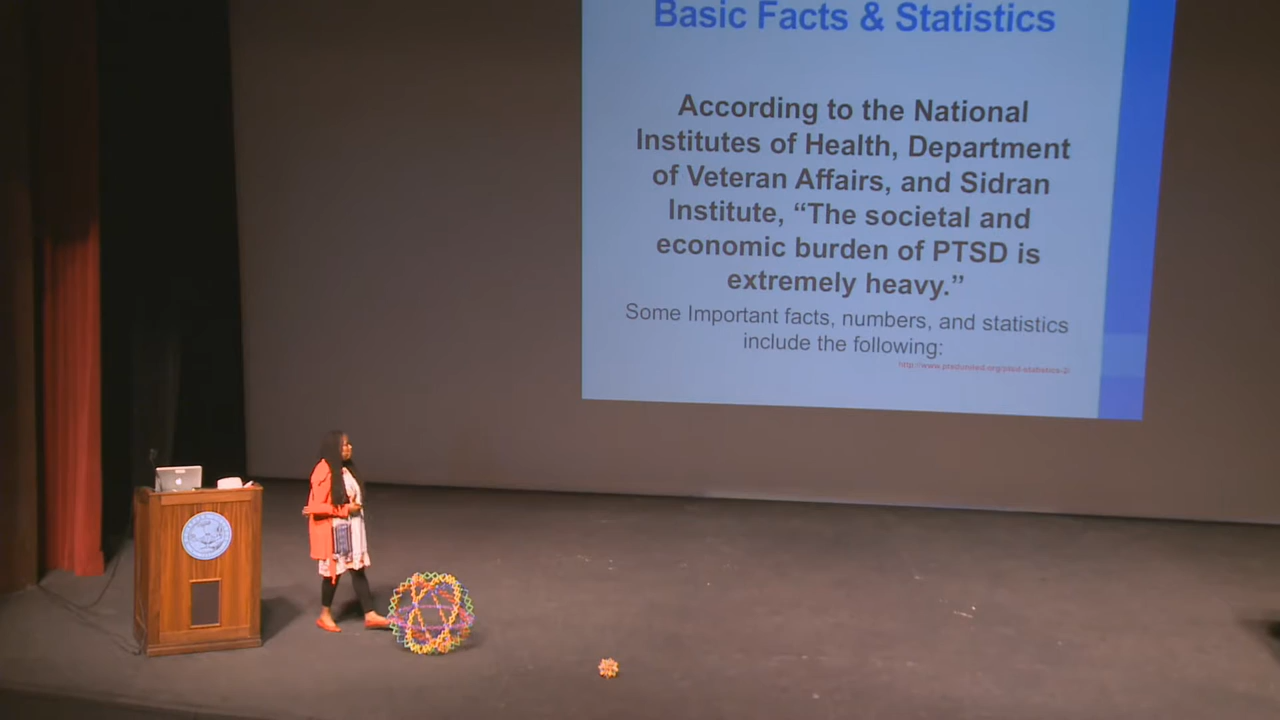 Basic Facts & Statistics
According to the National
Institutes of Health, Department
of Veteran Affairs, and Sidran
Institute, “The societal and
economic burden of PTSD is
extremely heavy.”
Some Important facts, numbers, and statistics
include the following: